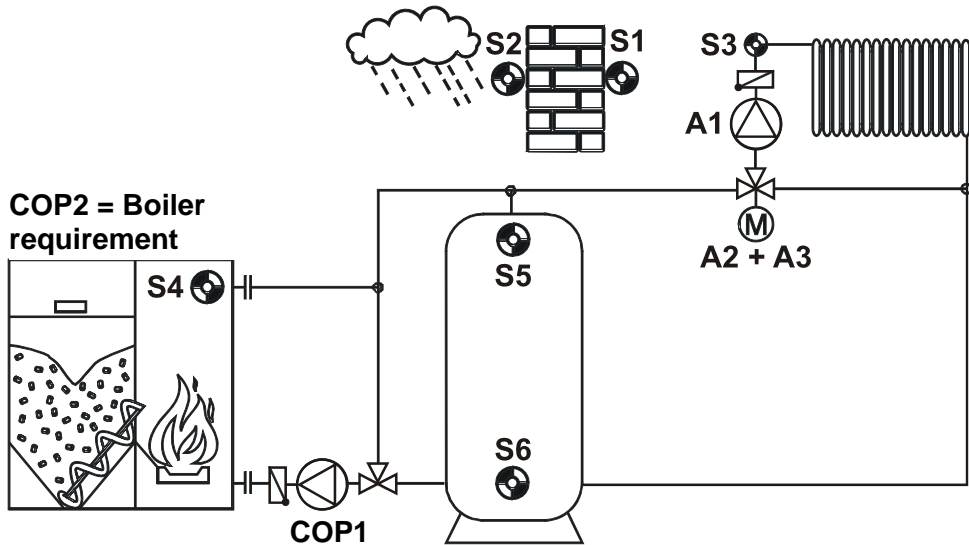 S2
S1
S3
A1
COP2 = Boiler
requirement
M
A2 + A3
S4
S5
S6
COP1